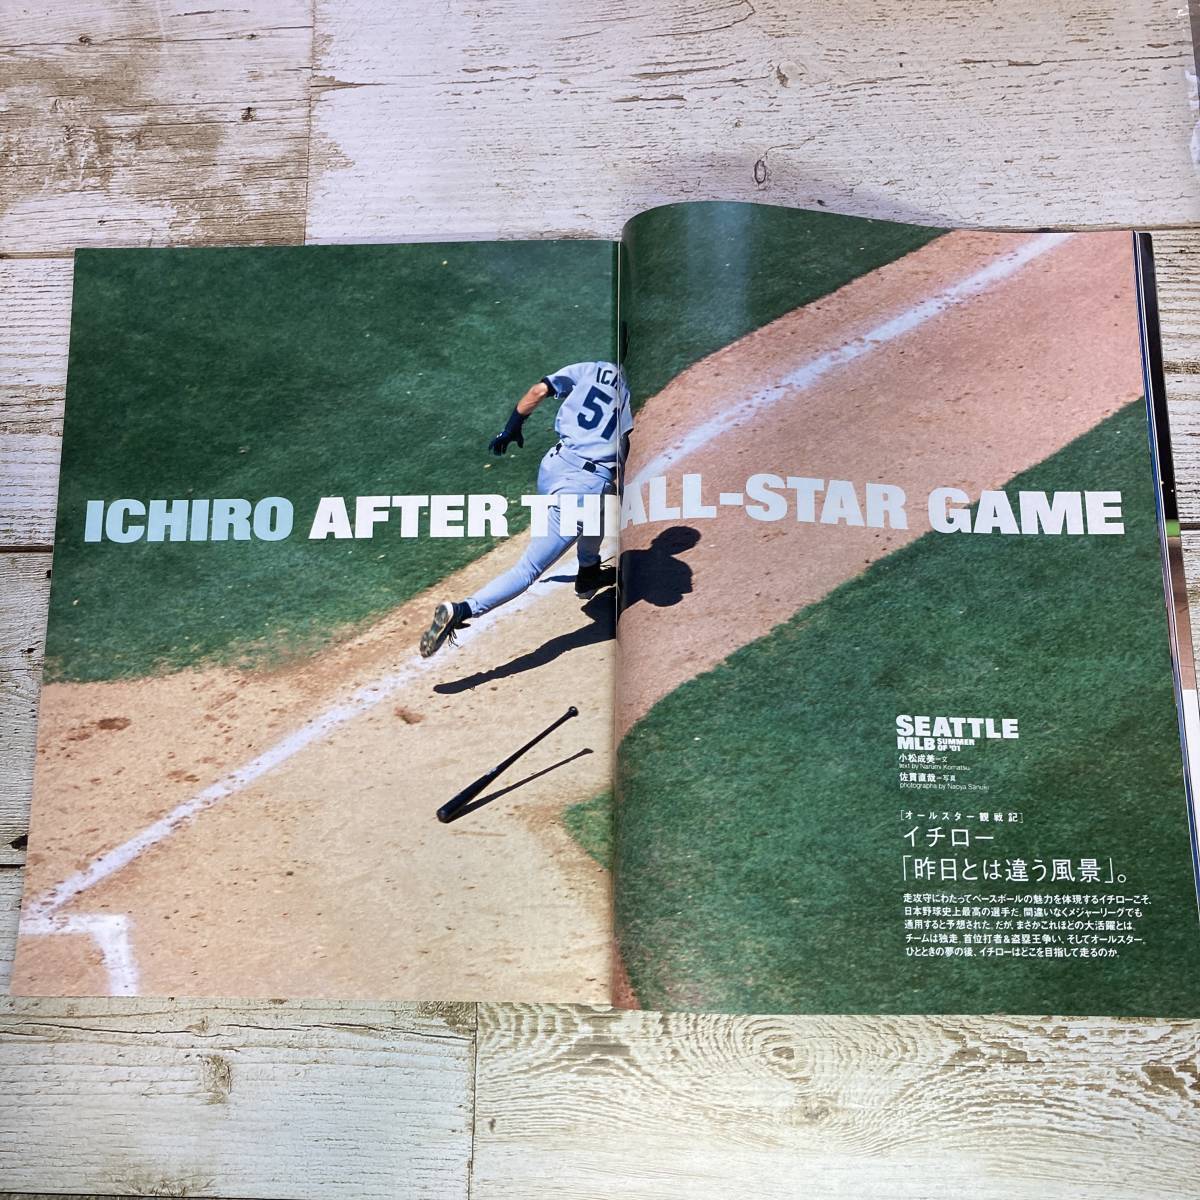 ICHI
51
ICHIRO AFTER TH ALL-STAR GAME
SEATTLE
MLB SUMMER OF '01
小松成美=文
text by Narumi Komatsu
佐貫直哉=写真
photographs by Naoya Sanuki
[オールスター観戦記]
イチロー
「昨日とは違う風景」。
走攻守にわたってベースボールの魅力を体現するイチローこそ、
日本野球史上最高の選手だ。間違いなくメジャーリーグでも
通用すると予想された。だが、まさかこれほどの大活躍とは。
チームは独走、首位打者&盗塁王争い、そしてオールスター。
ひとときの夢の後、イチローはどこを目指して走るのか。